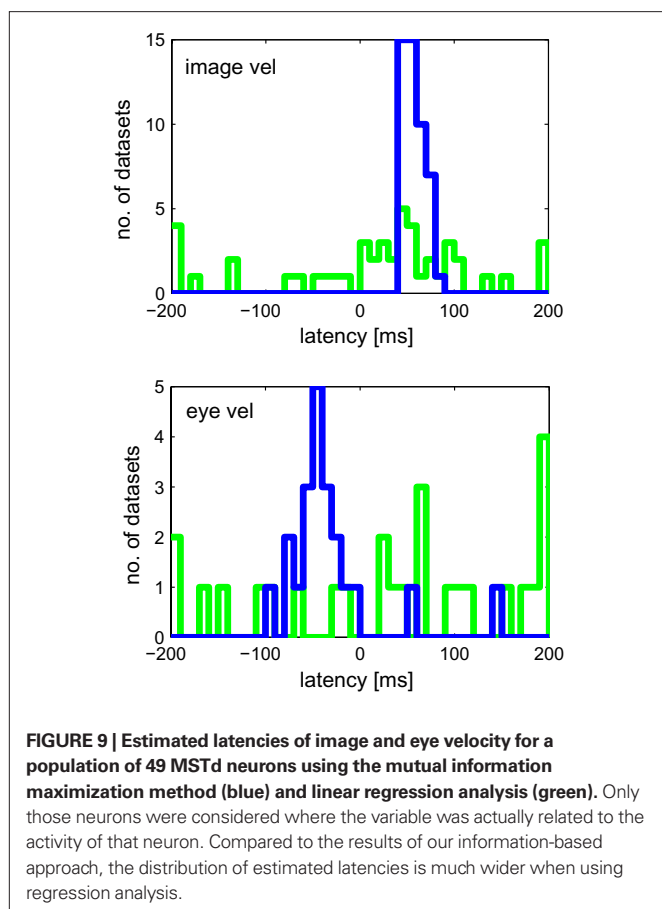 15
image vel
10
5
0
no. of datasets
−200 −100 0 100 200
latency [ms]
5
eye vel
4
3
2
1
0
no. of datasets
−200 −100 0 100 200
latency [ms]
FIGURE 9 | Estimated latencies of image and eye velocity for a
population of 49 MSTd neurons using the mutual information
maximization method (blue) and linear regression analysis (green). Only
those neurons were considered where the variable was actually related to the
activity of that neuron. Compared to the results of our information-based
approach, the distribution of estimated latencies is much wider when using
regression analysis.